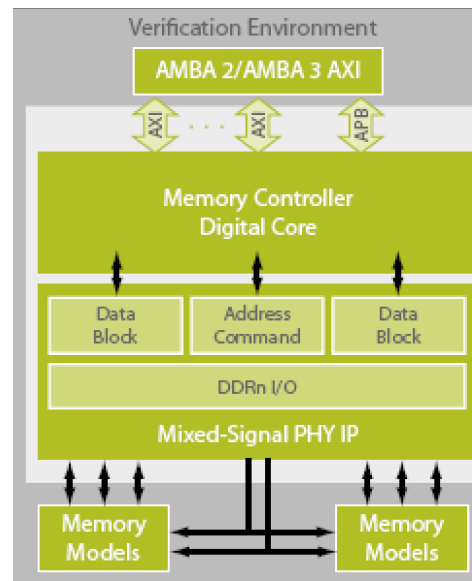 Verification Environment
AMBA 2/AMBA 3 AXI
AXI
. . .
AXI
APB
Memory Controller
Digital Core
Data
Block
Address
Command
Data
Block
DDRn I/O
Mixed-Signal PHY IP
Memory
Models
Memory
Models